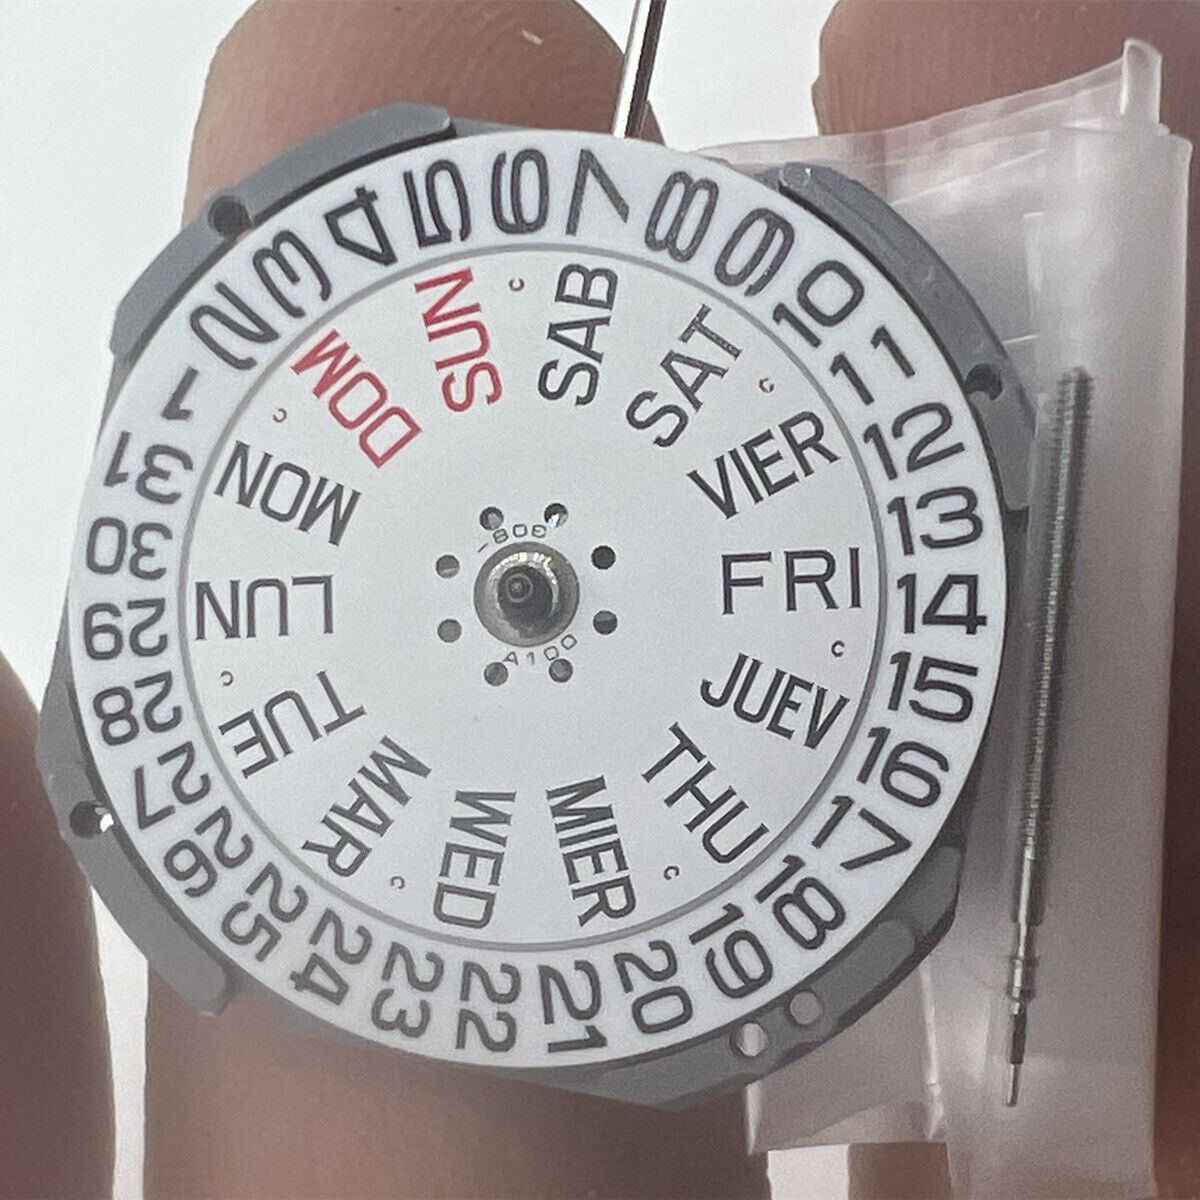 1
2
3
4
5
6
7
8
9
10
11
12
13
14
15
16
17
18
19
20
21
22
23
24
25
26
27
28
29
30
31
SUN
SAB
SAT
VIER
FRI
JUEV
THU
MIER
WED
MAR
TUE
LUN
MON
DOM
C
C
C
C
C
C
C
A100